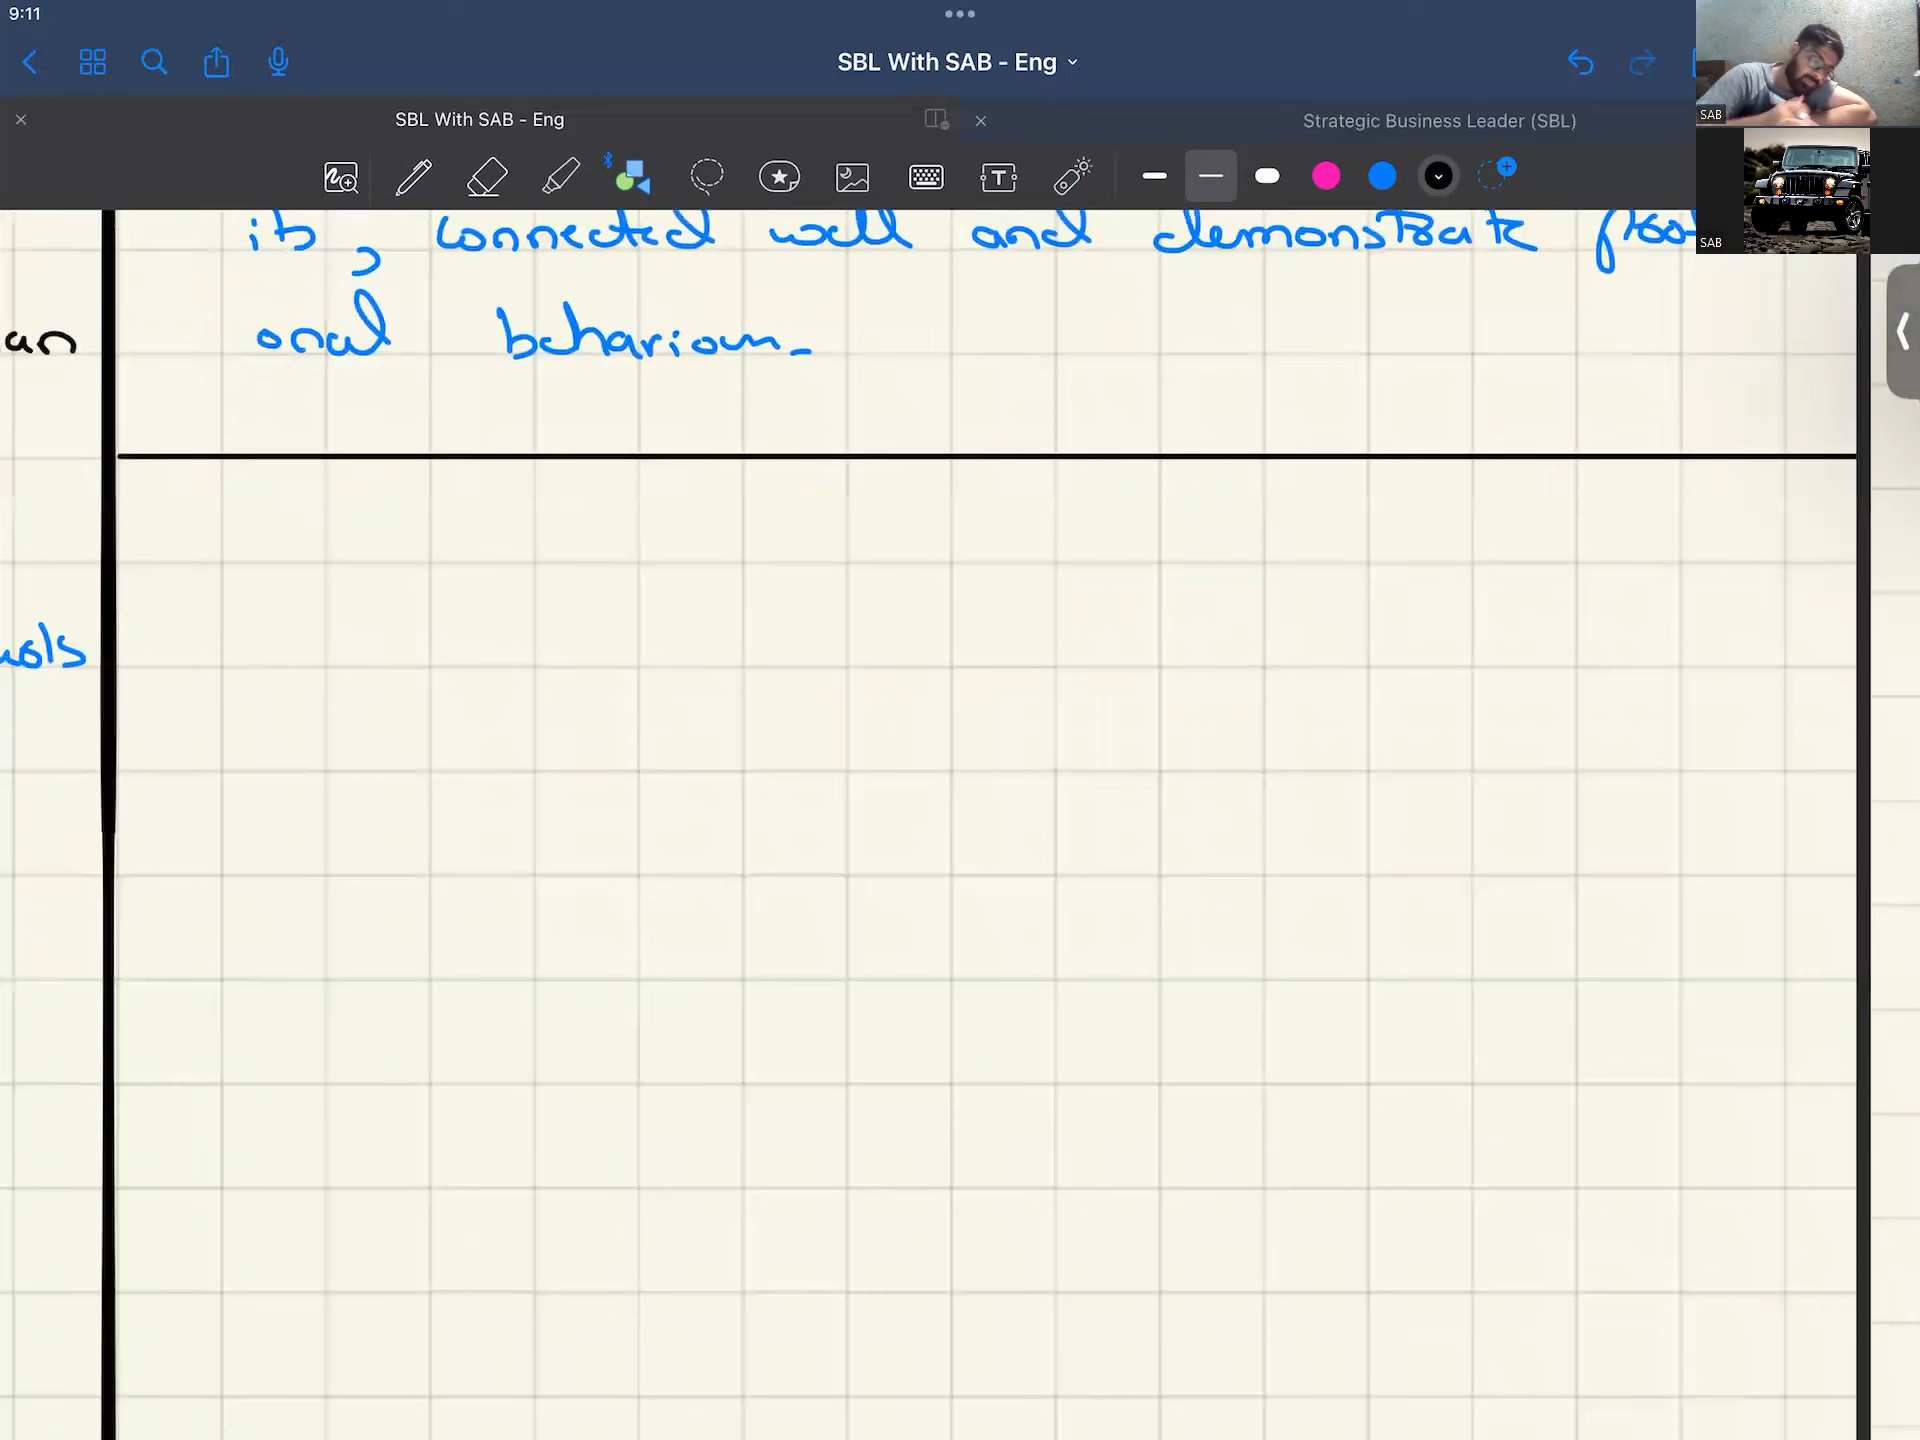 9:11
SBL With SAB - Eng
SBL With SAB - Eng
Strategic Business Leader (SBL)
SAB
SAB
its, connected well and demonstrate
an
onal behaviour.